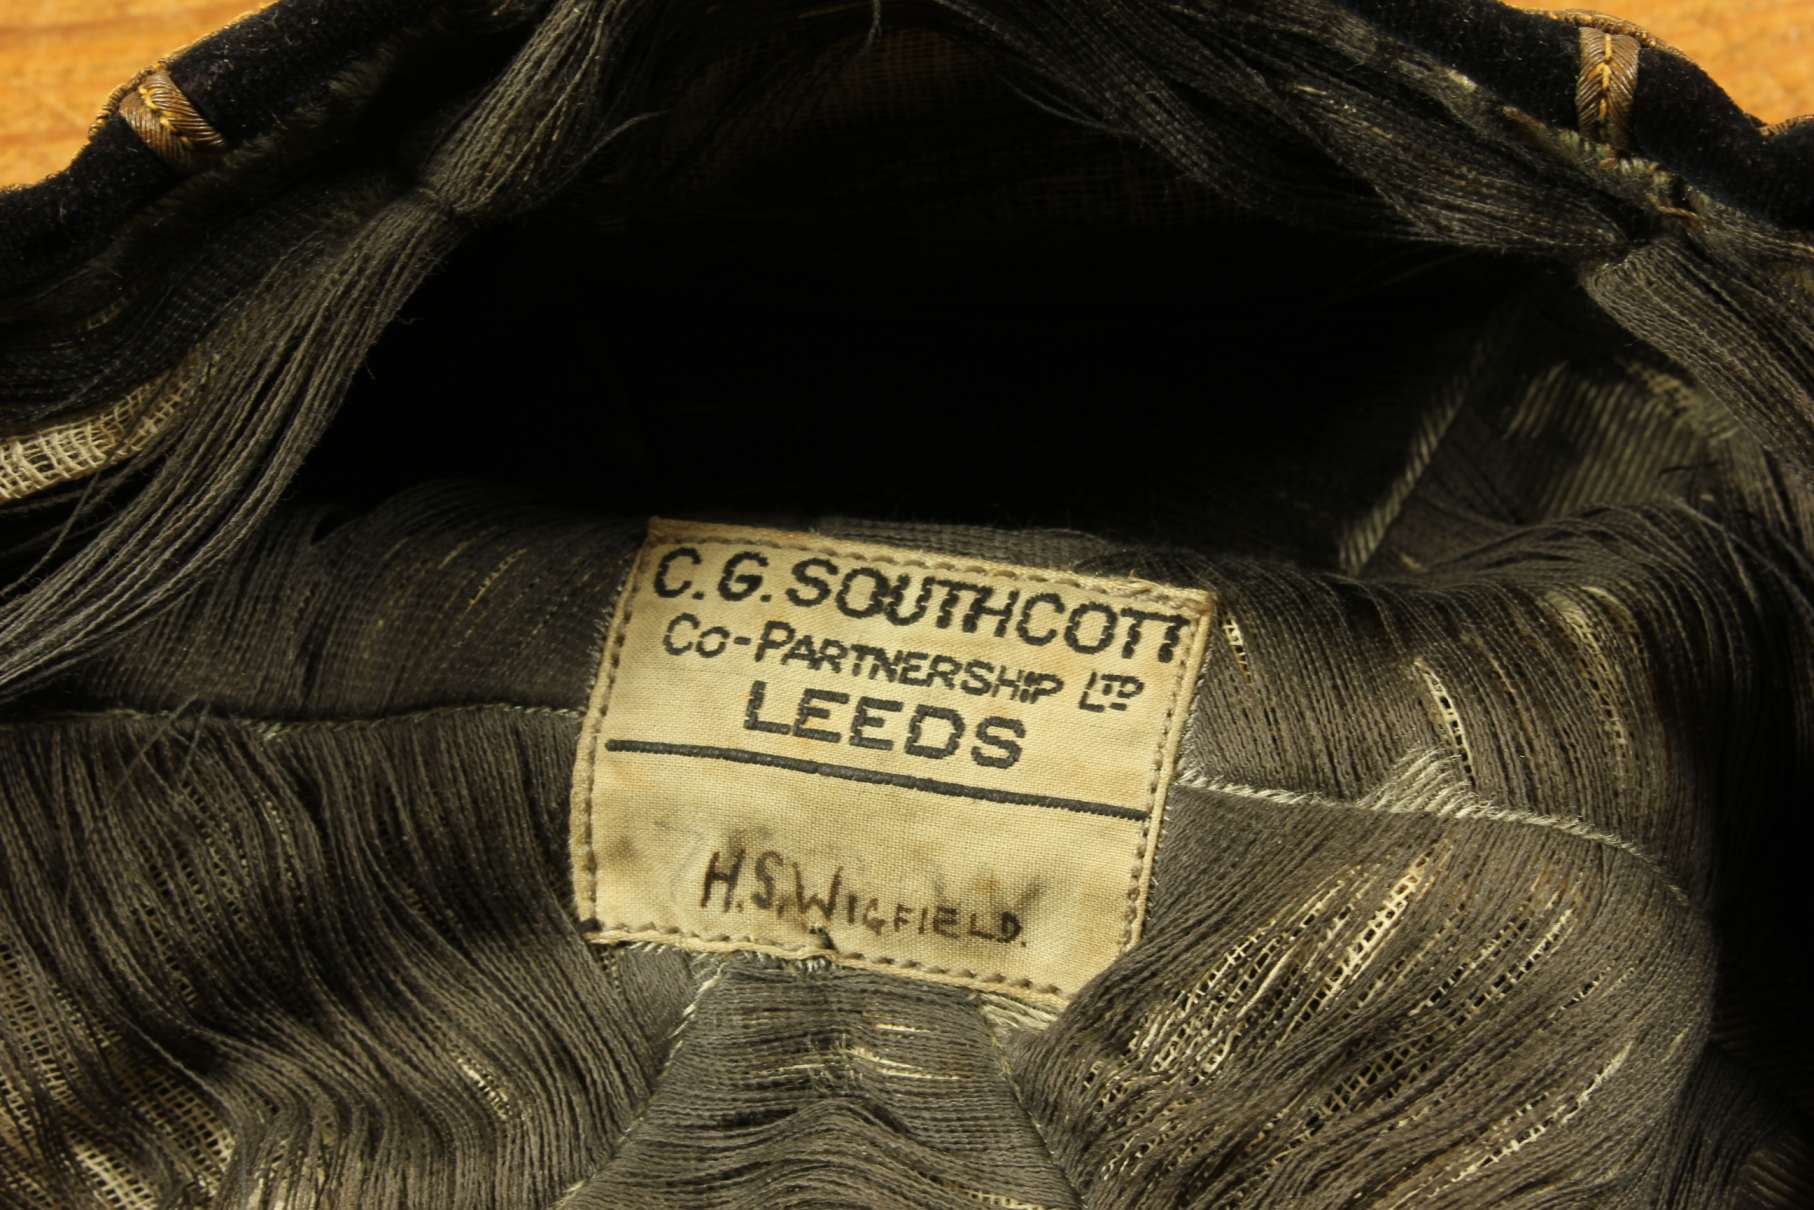 C.G. SOUTHCOTT
CO-PARTNERSHIP LTD
LEEDS
H.S. WIGFIELD.